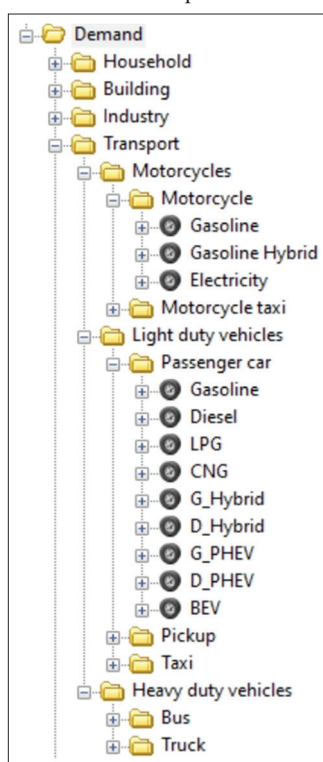 Demand
Household
Building
Industry
Transport
Motorcycles
Motorcycle
Gasoline
Gasoline Hybrid
Electricity
Motorcycle taxi
Light duty vehicles
Passenger car
Gasoline
Diesel
LPG
CNG
G_Hybrid
D_Hybrid
G_PHEV
D_PHEV
BEV
Pickup
Taxi
Heavy duty vehicles
Bus
Truck